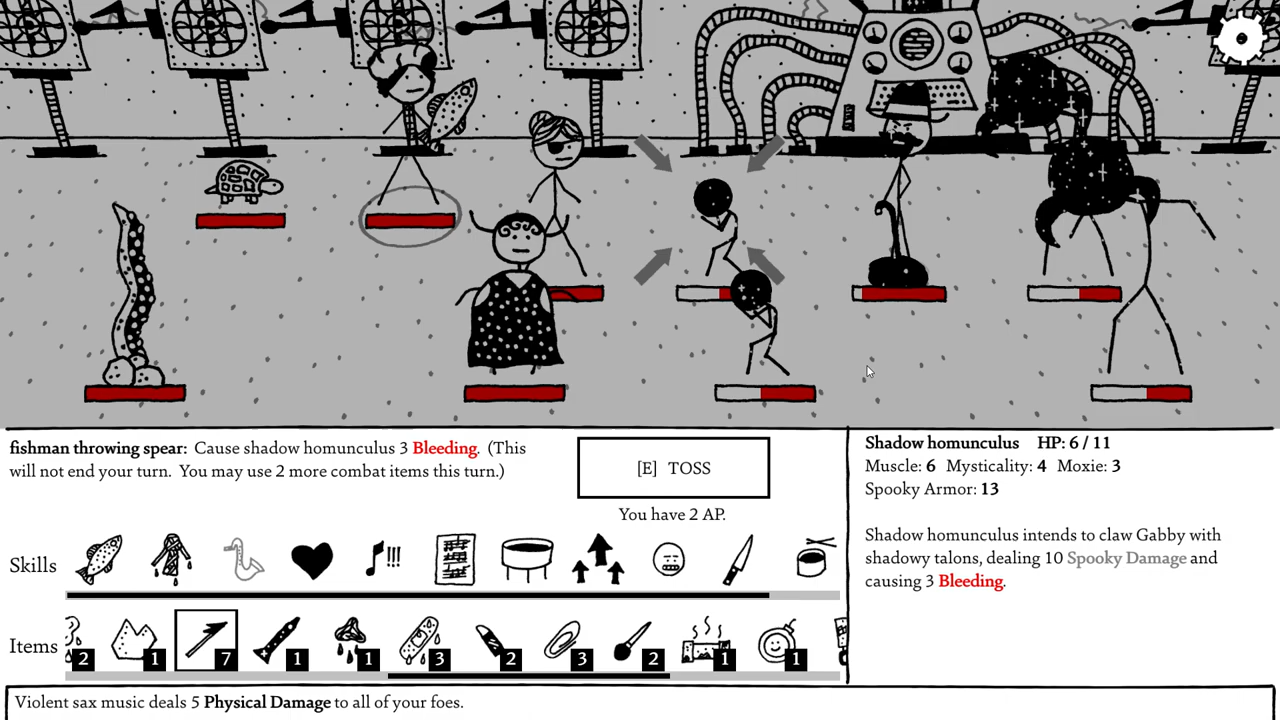 fishman throwing spear: Cause shadow homunculus 3 Bleeding. (This
will not end your turn. You may use 2 more combat items this turn.)
[E] TOSS
You have 2 AP.
Skills
!!!
Items
2 1 7 1 1 3 2 3 2 1 1
Shadow homunculus HP: 6 / 11
Muscle: 6 Mysticality: 4 Moxie: 3
Spooky Armor: 13
Shadow homunculus intends to claw Gabby with
shadowy talons, dealing 10 Spooky Damage and
causing 3 Bleeding.
Violent sax music deals 5 Physical Damage to all of your foes.